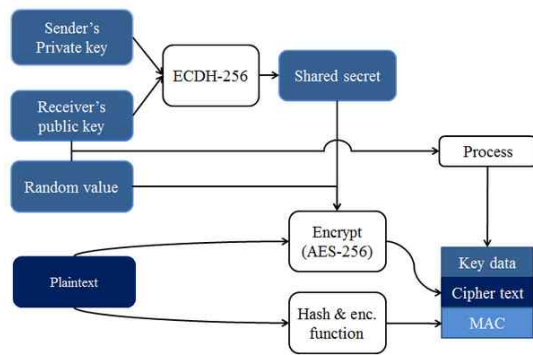 Sender's
Private key
ECDH-256
Shared secret
Receiver's
public key
Process
Random value
Encrypt
(AES-256)
Key data
Plaintext
Cipher text
Hash & enc.
function
MAC